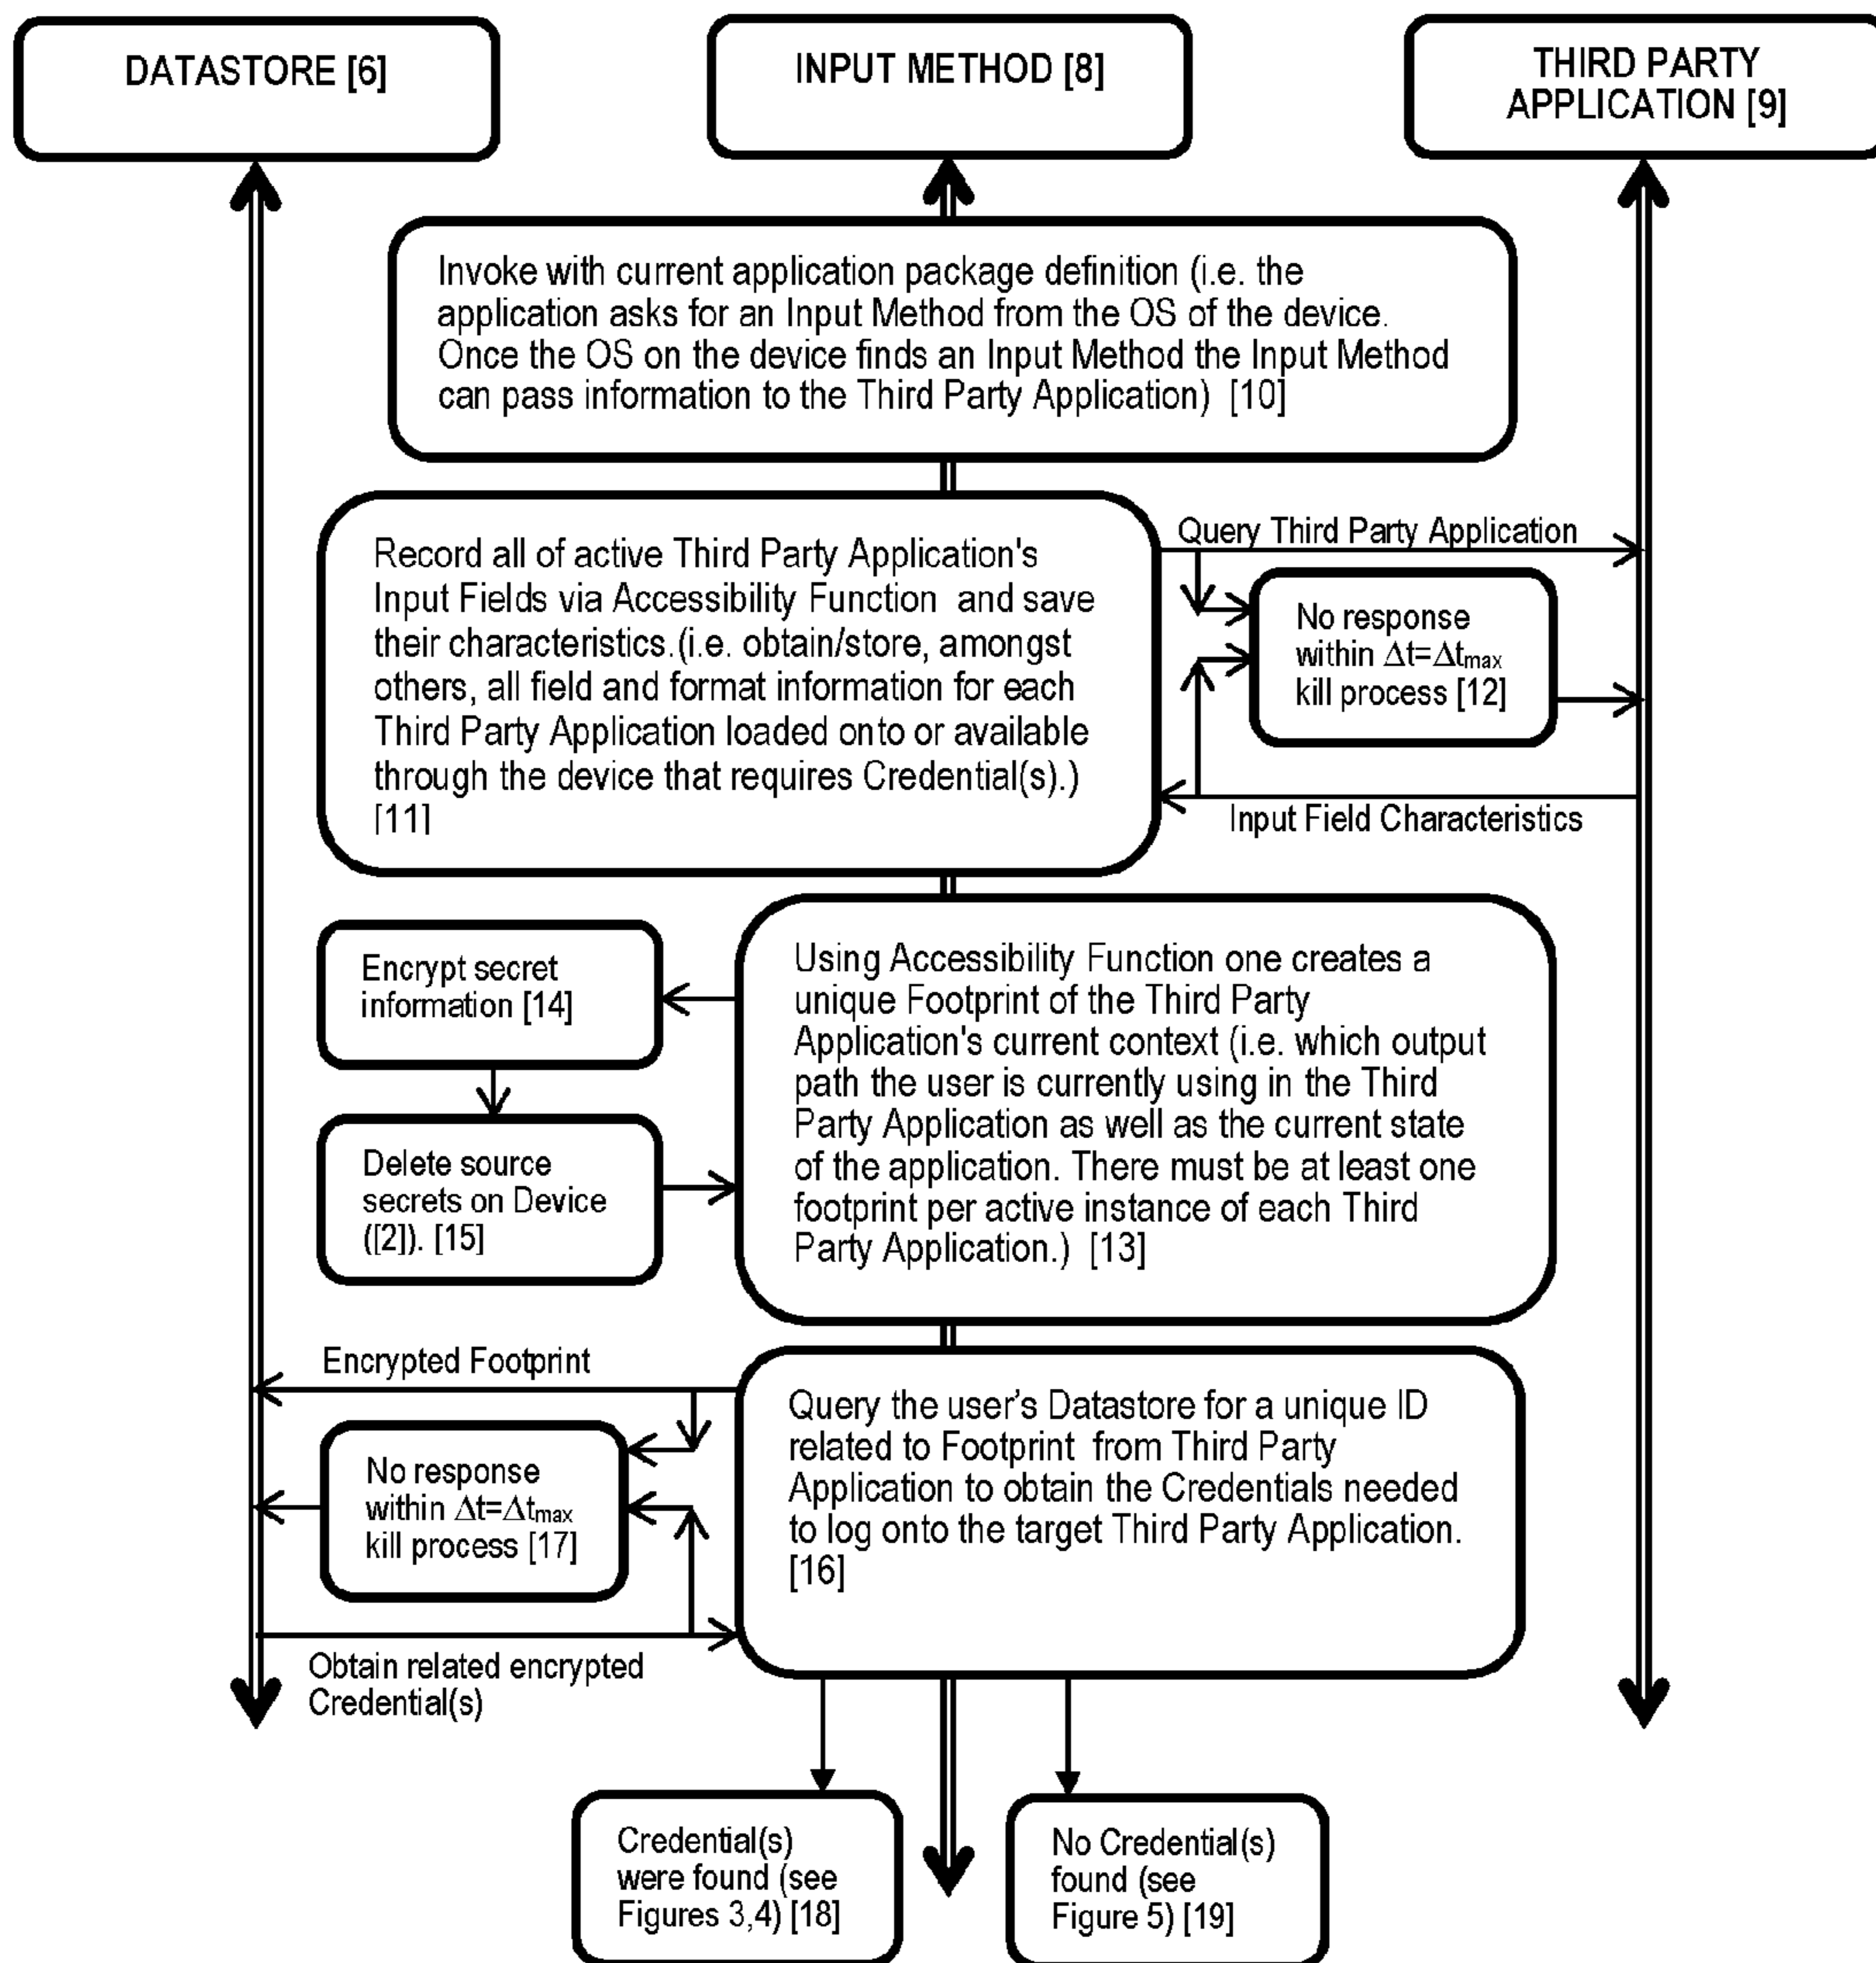 DATASTORE [6]
INPUT METHOD [8]
THIRD PARTY
APPLICATION [9]
Invoke with current application package definition (i.e. the
application asks for an Input Method from the OS of the device.
Once the OS on the device finds an Input Method the Input Method
can pass information to the Third Party Application) [10]
Record all of active Third Party Application's
Input Fields via Accessibility Function and save
their characteristics.(i.e. obtain/store, amongst
others, all field and format information for each
Third Party Application loaded onto or available
through the device that requires Credential(s).)
[11]
Query Third Party Application
No response
within Δt=Δtmax
kill process [12]
Input Field Characteristics
Encrypt secret
information [14]
Delete source
secrets on Device
([2]). [15]
Using Accessibility Function one creates a
unique Footprint of the Third Party
Application's current context (i.e. which output
path the user is currently using in the Third
Party Application as well as the current state
of the application. There must be at least one
footprint per active instance of each Third
Party Application.) [13]
Encrypted Footprint
No response
within Δt=Δtmax
kill process [17]
Obtain related encrypted
Credential(s)
Query the user's Datastore for a unique ID
related to Footprint from Third Party
Application to obtain the Credentials needed
to log onto the target Third Party Application.
[16]
Credential(s)
were found (see
Figures 3,4) [18]
No Credential(s)
found (see
Figure 5) [19]